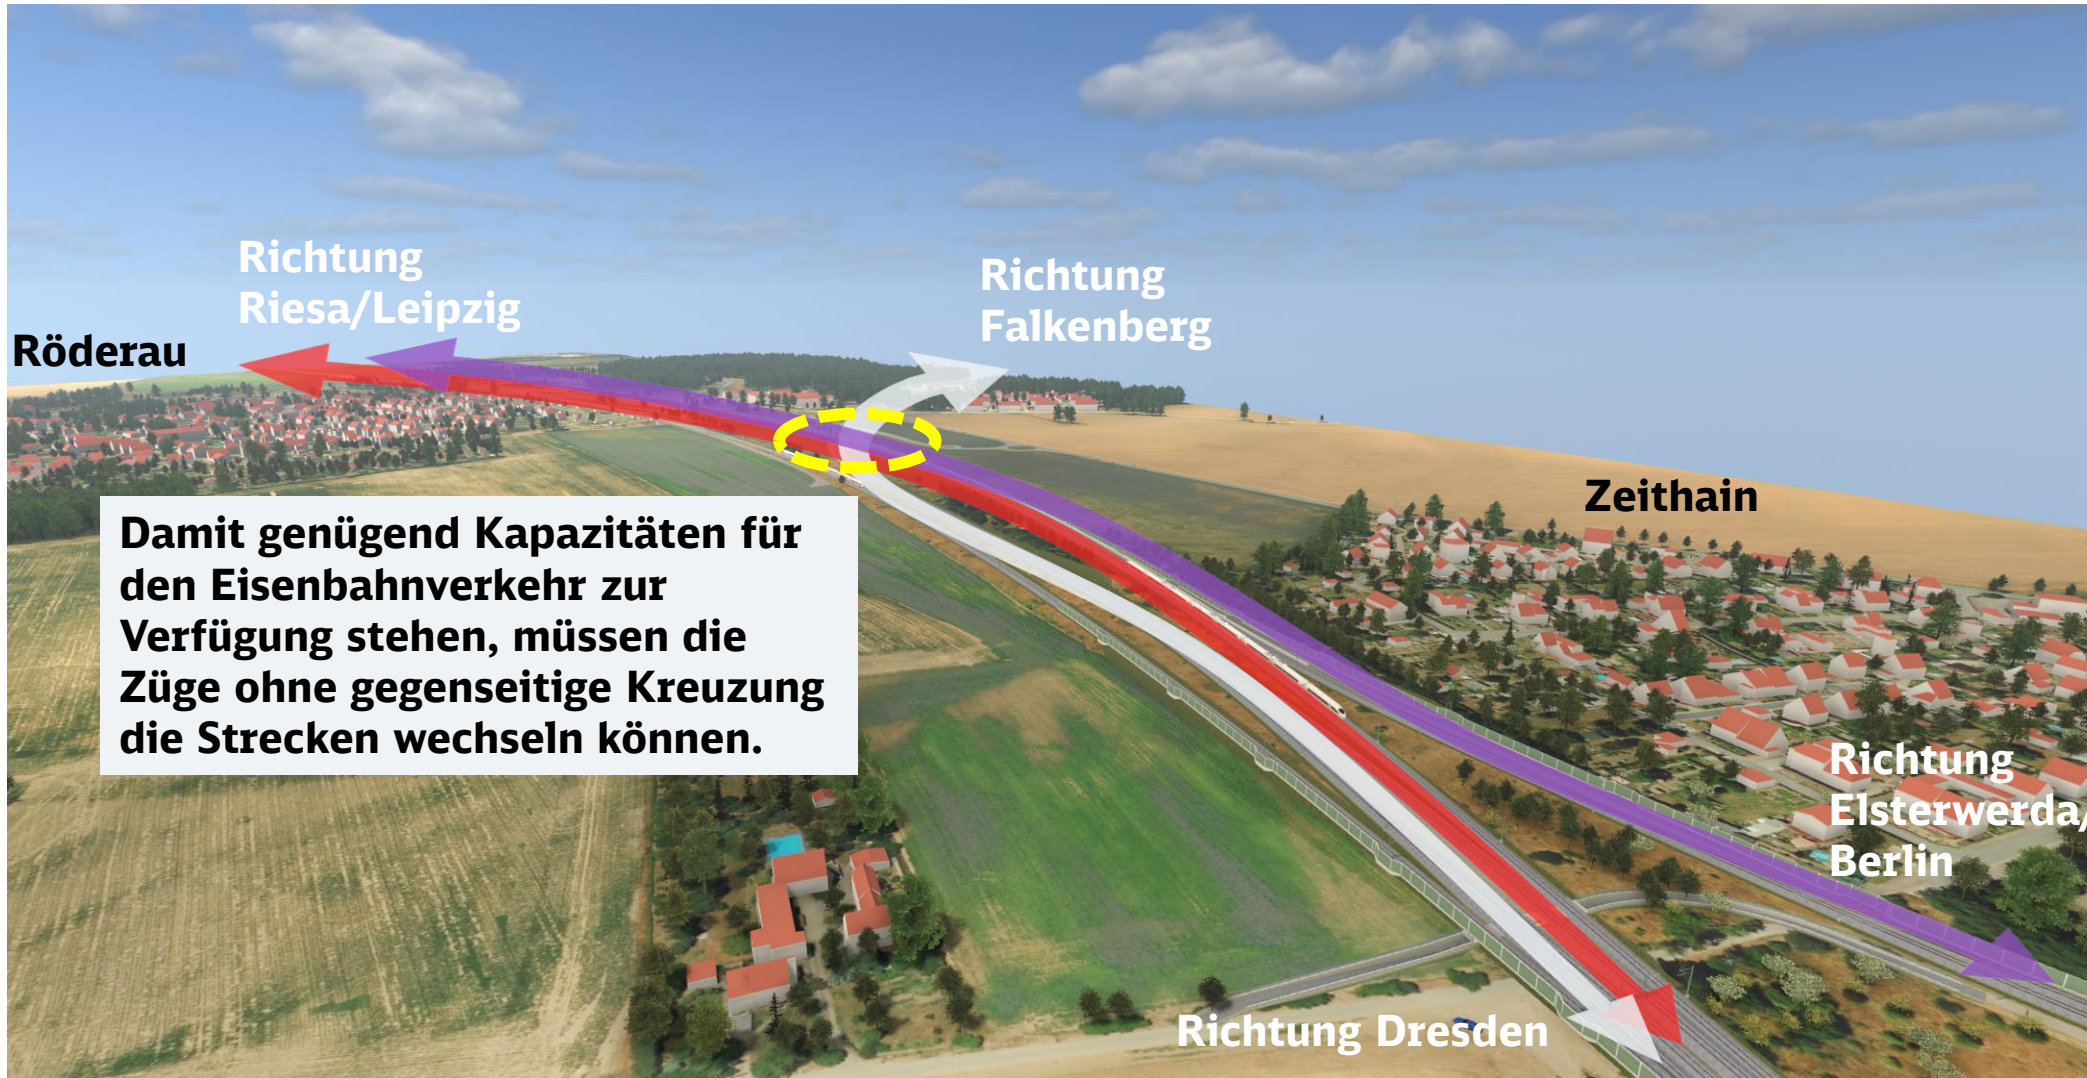 Richtung
Riesa/Leipzig
Richtung
Falkenberg
Röderau
Zeithain
Damit genügend Kapazitäten für
den Eisenbahnverkehr zur
Verfügung stehen, müssen die
Züge ohne gegenseitige Kreuzung
die Strecken wechseln können.
Richtung
Elsterwerda/
Berlin
Richtung Dresden